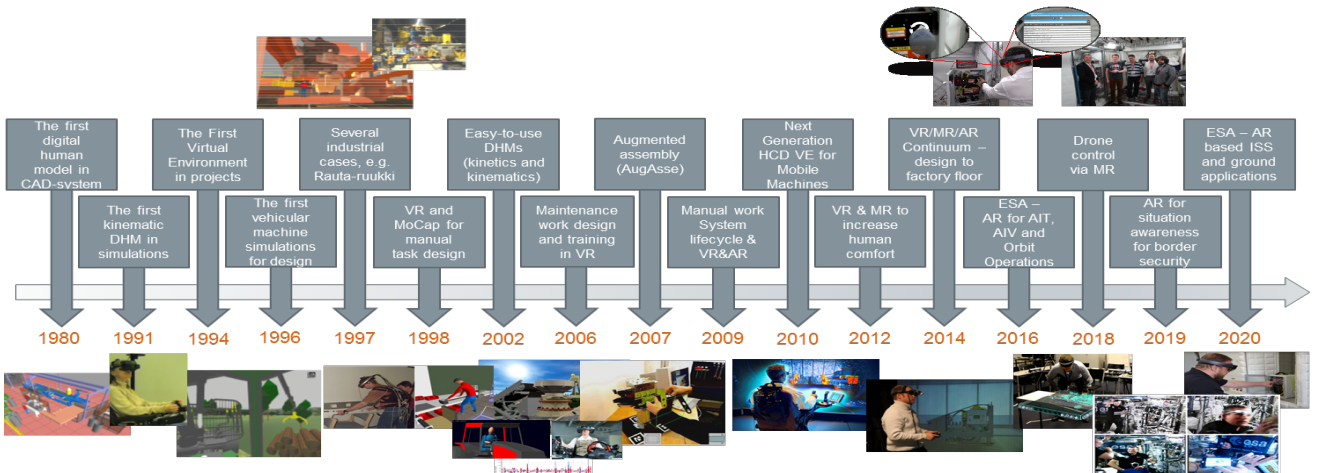 The first
digital
human
model in
CAD-system
The first
kinematic
DHM in
simulations
The First
Virtual
Environment
in projects
The first
vehicular
machine
simulations
for design
Several
industrial
cases, e.g.
Rauta-ruukki
VR and
MoCap for
manual
task design
Easy-to-use
DHMs
(kinetics and
kinematics)
Maintenance
work design
and training
in VR
Augmented
assembly
(AugAsse)
Manual work
System
lifecycle &
VR&AR
Next
Generation
HCD VE for
Mobile
Machines
VR & MR to
increase
human
comfort
VR/MR/AR
Continuum –
design to
factory floor
ESA –
AR for AIT,
AIV and
Orbit
Operations
Drone
control
via MR
AR for
situation
awareness
for border
security
ESA – AR
based ISS
and ground
applications
1980
1991
1994
1996
1997
1998
2002
2006
2007
2009
2010
2012
2014
2016
2018
2019
2020
esa